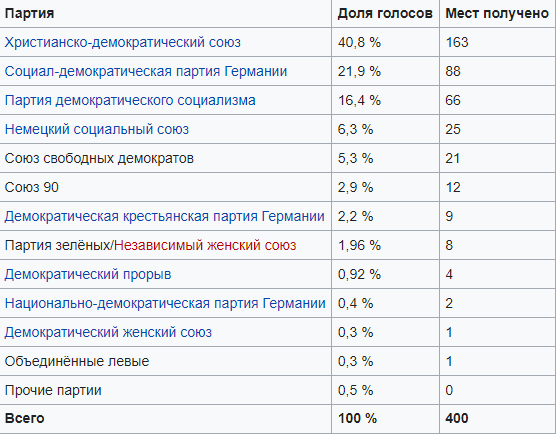 Партия Доля голосов Мест получено
Христианско-демократический союз 40,8 % 163
Социал-демократическая партия Германии 21,9 % 88
Партия демократического социализма 16,4 % 66
Немецкий социальный союз 6,3 % 25
Союз свободных демократов 5,3 % 21
Союз 90 2,9 % 12
Демократическая крестьянская партия Германии 2,2 % 9
Партия зелёных/Независимый женский союз 1,96 % 8
Демократический прорыв 0,92 % 4
Национально-демократическая партия Германии 0,4 % 2
Демократический женский союз 0,3 % 1
Объединённые левые 0,3 % 1
Прочие партии 0,5 % 0
Всего 100 % 400